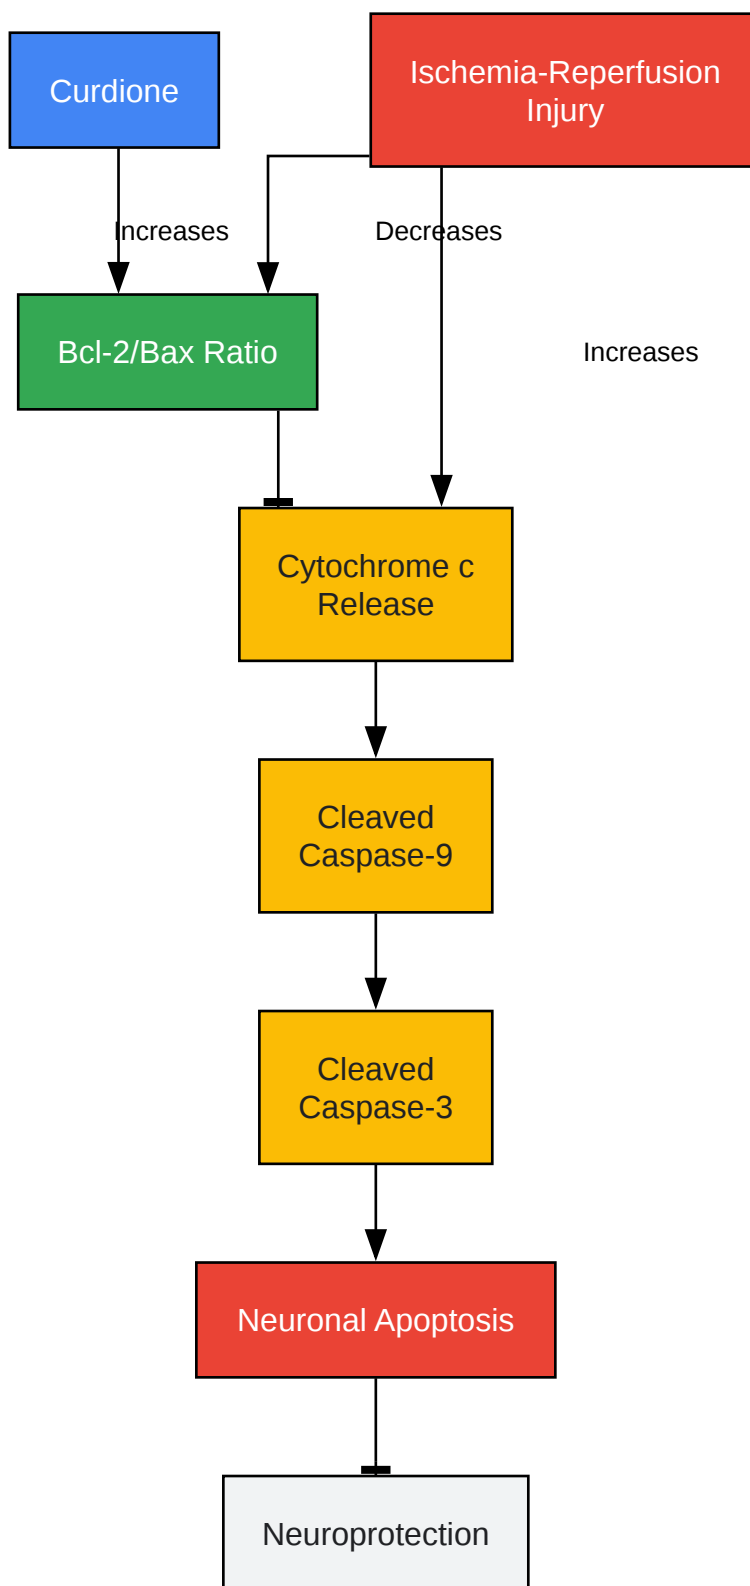 Curdione
Ischemia-Reperfusion
Injury
Increases
Decreases
Bcl-2/Bax Ratio
Increases
Cytochrome c
Release
Cleaved
Caspase-9
Cleaved
Caspase-3
Neuronal Apoptosis
Neuroprotection